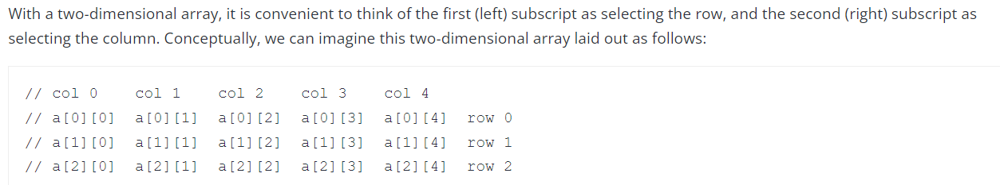 With a two-dimensional array, it is convenient to think of the first (left) subscript as selecting the row, and the second (right) subscript as
selecting the column. Conceptually, we can imagine this two-dimensional array laid out as follows:
// col 0 col 1 col 2 col 3 col 4
// a[0][0] a[0][1] a[0][2] a[0][3] a[0][4] row 0
// a[1][0] a[1][1] a[1][2] a[1][3] a[1][4] row 1
// a[2][0] a[2][1] a[2][2] a[2][3] a[2][4] row 2